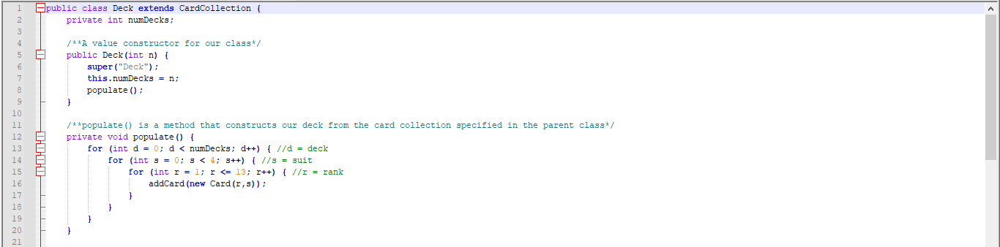 1 public class Deck extends CardCollection {
2 private int numDecks;
3
4 /**A value constructor for our class*/
5 public Deck(int n) {
6 super("Deck");
7 this.numDecks = n;
8 populate();
9 }
10
11 /**populate() is a method that constructs our deck from the card collection specified in the parent class*/
12 private void populate() {
13 for (int d = 0; d < numDecks; d++) { //d = deck
14 for (int s = 0; s < 4; s++) { //s = suit
15 for (int r = 1; r <= 13; r++) { //r = rank
16 addCard(new Card(r,s));
17 }
18 }
19 }
20 }
21